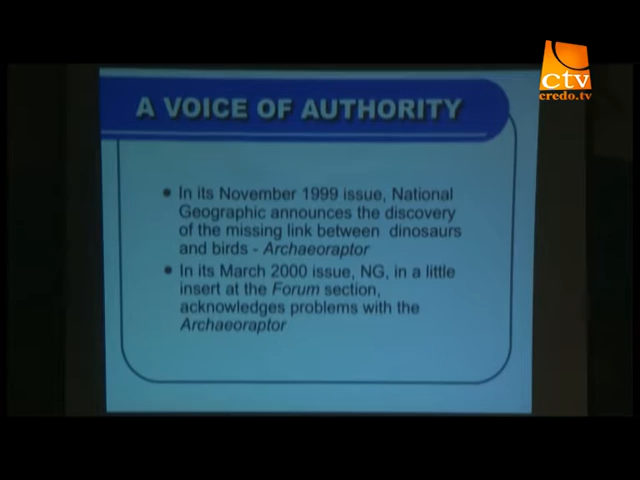 ctv
credo.tv
A VOICE OF AUTHORITY
• In its November 1999 issue, National
Geographic announces the discovery
of the missing link between dinosaurs
and birds - Archaeoraptor
• In its March 2000 issue, NG, in a little
insert at the Forum section,
acknowledges problems with the
Archaeoraptor